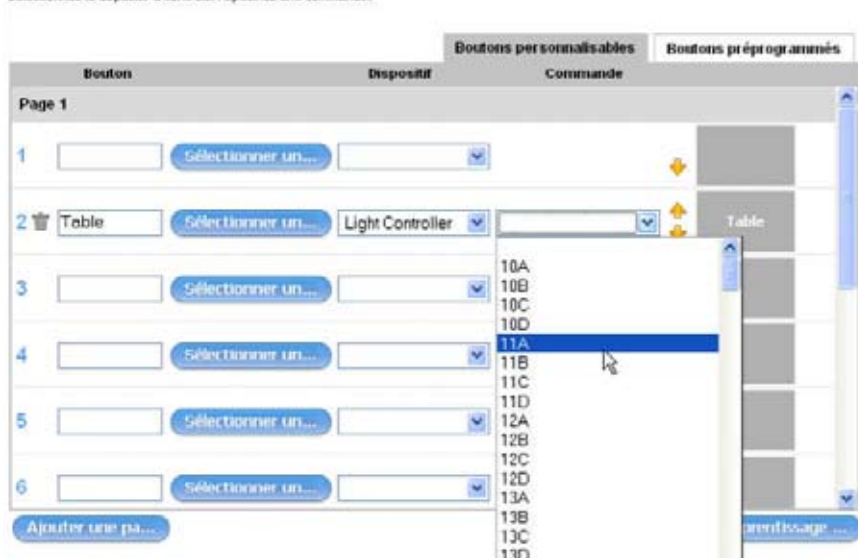 Boutons personnalisables Boutons préprogrammés
Bouton Dispositif Commande
Page 1
1 Sélectionner un...
2 Table Sélectionner un... Light Controller Table
10A
10B
3 Sélectionner un...
10C
10D
11A
4 Sélectionner un...
11B
11C
11D
5 Sélectionner un...
12A
12B
12C
12D
6 Sélectionner un...
13A
13B
Ajouter une pa... prentissage ...
13C
13D